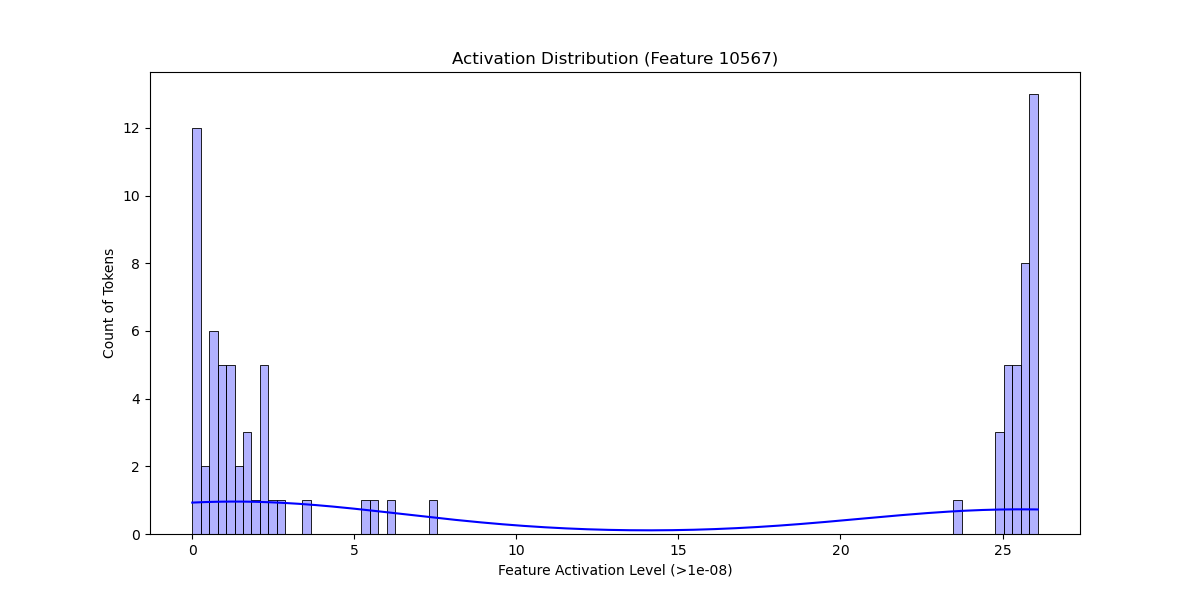 Activation Distribution (Feature 10567)
12
10
8
6
4
2
0
Count of Tokens
0 5 10 15 20 25
Feature Activation Level (>1e-08)